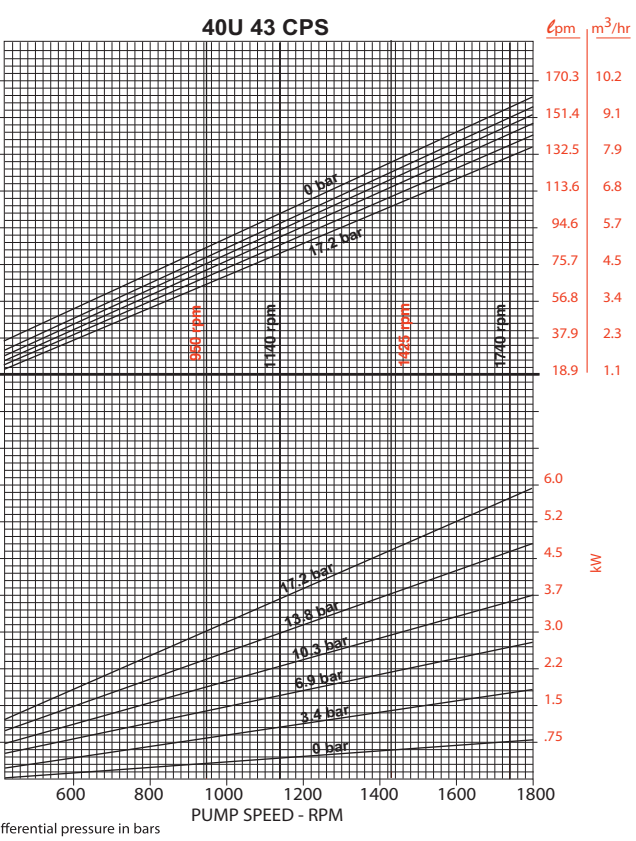 40U 43 CPS
ℓpm
m³/hr
170.3 10.2
151.4 9.1
132.5 7.9
113.6 6.8
94.6 5.7
75.7 4.5
56.8 3.4
37.9 2.3
18.9 1.1
0 bar
17.2 bar
950 rpm
1140 rpm
1425 rpm
1740 rpm
6.0
5.2
4.5
3.7
3.0
2.2
1.5
.75
kW
17.2 bar
13.8 bar
10.3 bar
6.9 bar
3.4 bar
0 bar
600 800 1000 1200 1400 1600 1800
PUMP SPEED - RPM
fferential pressure in bars